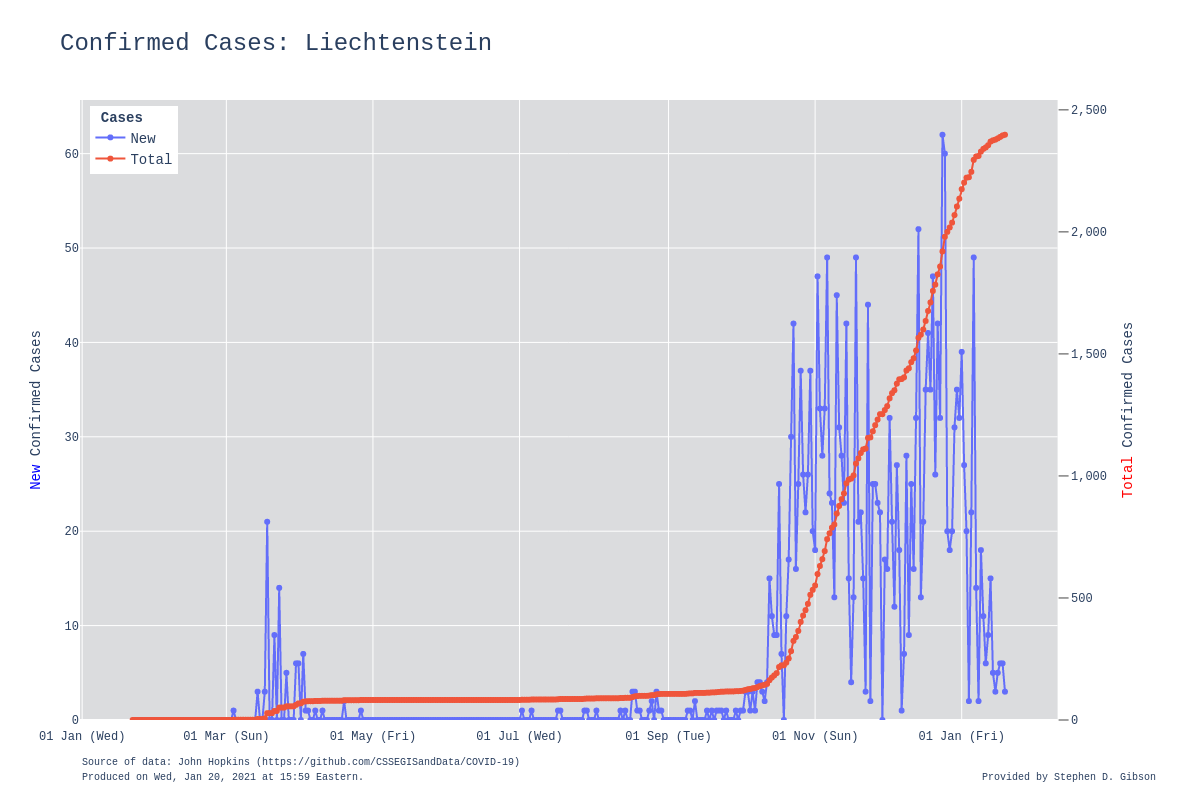 Confirmed Cases: Liechtenstein
Cases
New
Total
60
50
40
30
20
10
0
New Confirmed Cases
2,500
2,000
1,500
1,000
500
0
Total Confirmed Cases
01 Jan (Wed) 01 Mar (Sun) 01 May (Fri) 01 Jul (Wed) 01 Sep (Tue) 01 Nov (Sun) 01 Jan (Fri)
Source of data: John Hopkins (https://github.com/CSSEGISandData/COVID-19)
Produced on Wed, Jan 20, 2021 at 15:59 Eastern.
Provided by Stephen D. Gibson